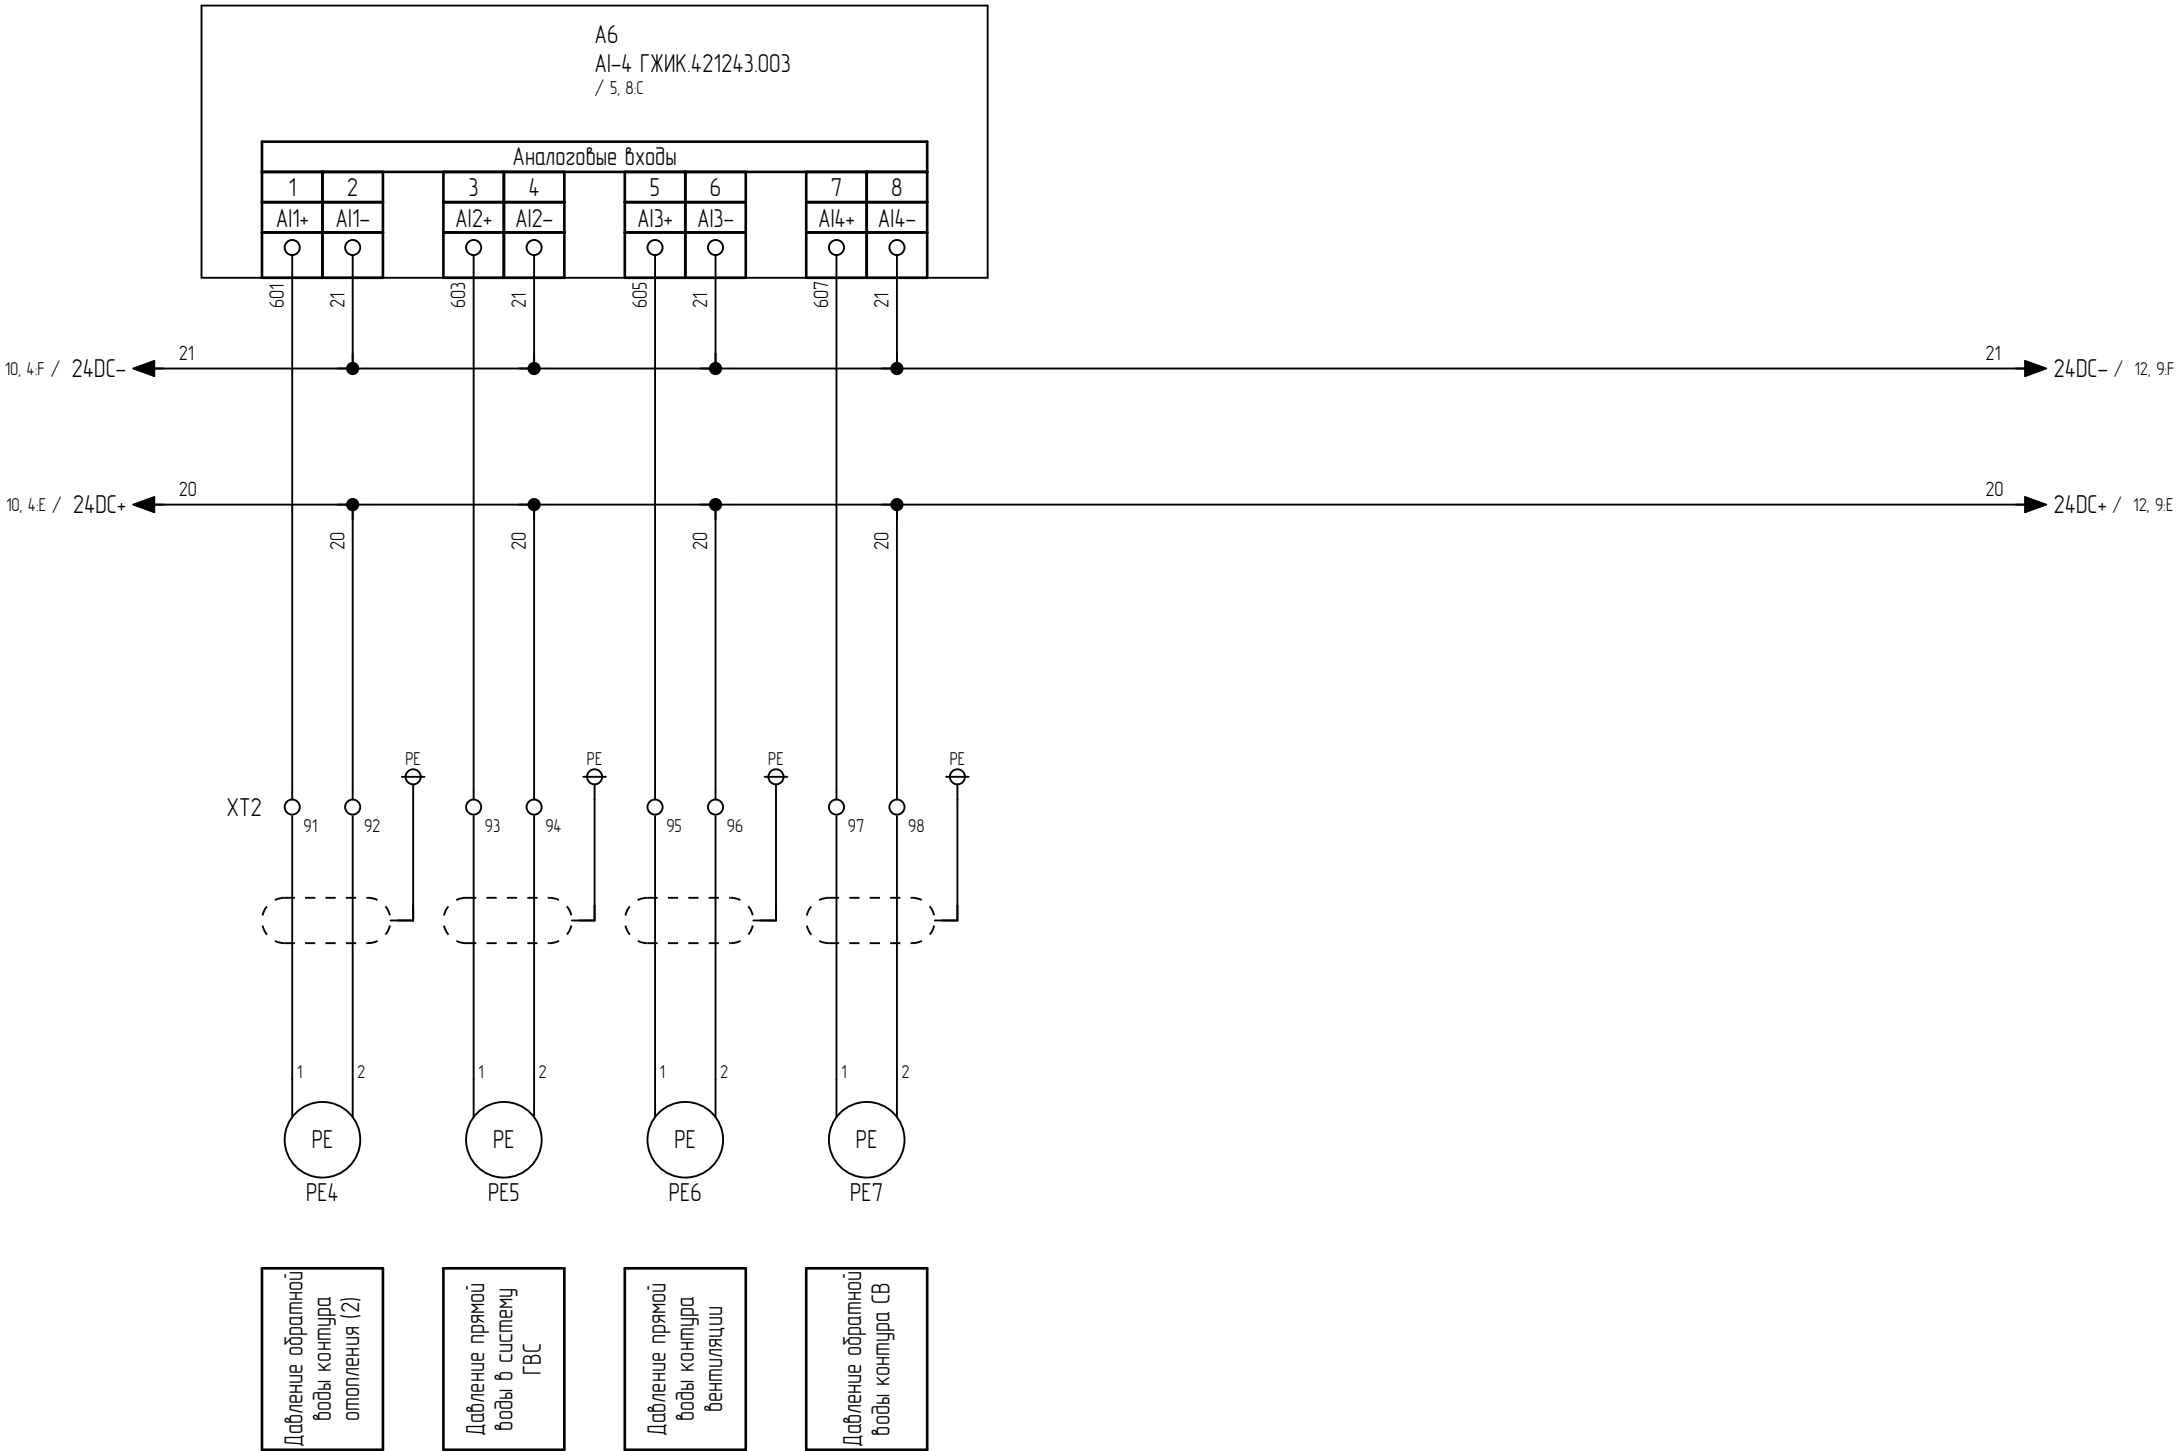 A6
AI-4 ГЖИК.421243.003
/ 5, 8:C
Аналоговые входы
1 2 3 4 5 6 7 8
AI1+ AI1- AI2+ AI2- AI3+ AI3- AI4+ AI4-
601 21 603 21 605 21 607 21
10, 4:F / 24DC- 21 21 24DC- / 12, 9:F
10, 4:E / 24DC+ 20 20 24DC+ / 12, 9:E
20 20 20 20
PE PE PE PE
XT2 91 92 93 94 95 96 97 98
1 2 1 2 1 2 1 2
PE PE PE PE
PE4 PE5 PE6 PE7
Давление обратной
воды контура
отопления (2)
Давление прямой
воды в систему
ГВС
Давление прямой
воды контура
вентиляции
Давление обратной
воды контура СВ